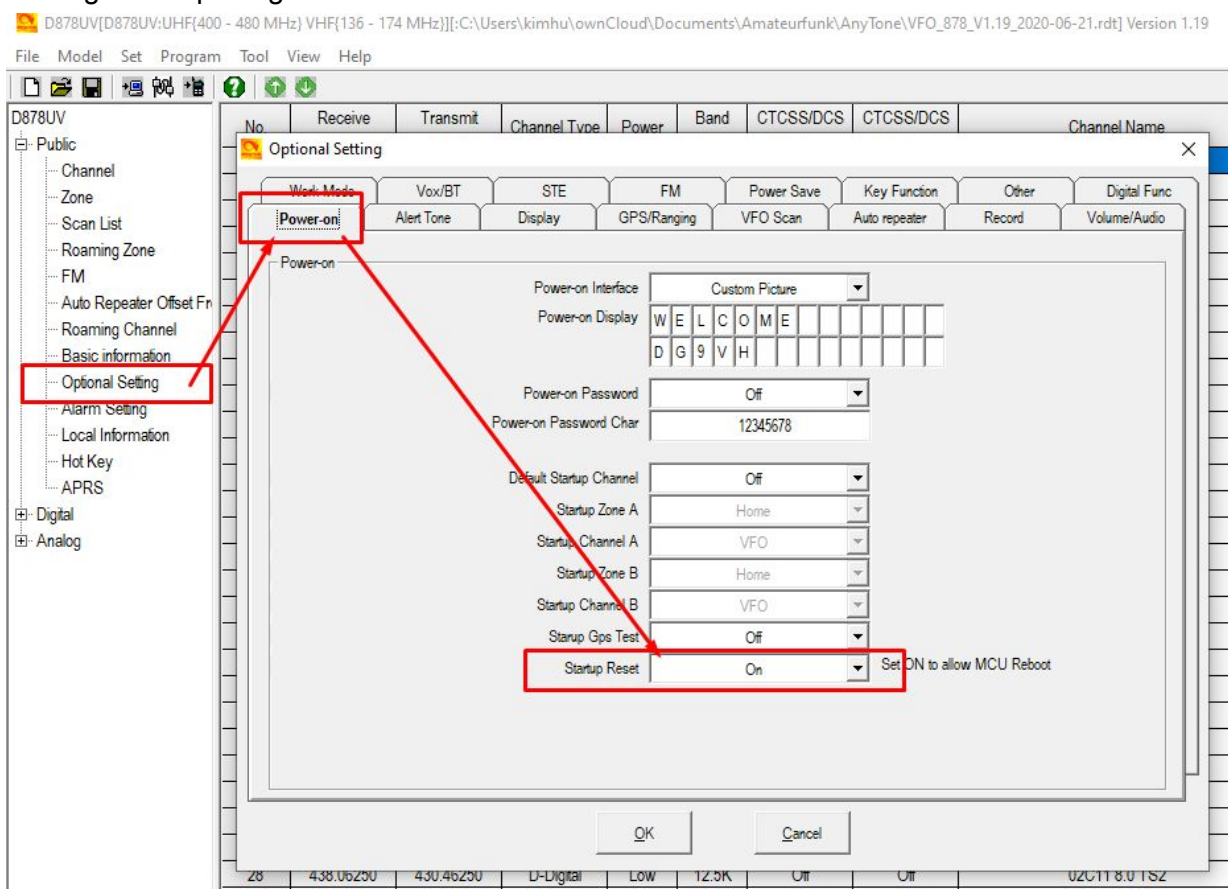 D878UV[D878UV:UHF{400 - 480 MHz} VHF{136 - 174 MHz}][:C:\Users\kimhu\ownCloud\Documents\Amateurfunk\AnyTone\VFO_878_V1.19_2020-06-21.rdt] Version 1.19
File Model Set Program Tool View Help
D878UV
Public
Channel
Zone
Scan List
Roaming Zone
FM
Auto Repeater Offset Fr
Roaming Channel
Basic information
Optional Setting
Alarm Setting
Local Information
Hot Key
APRS
Digital
Analog
No. Receive Transmit Channel Type Power Band CTCSS/DCS CTCSS/DCS Channel Name
Optional Setting
Work Mode Vox/BT STE FM Power Save Key Function Other Digital Func
Power-on Alert Tone Display GPS/Ranging VFO Scan Auto repeater Record Volume/Audio
Power-on
Power-on Interface Custom Picture
Power-on Display WELCOME
DG9VH
Power-on Password Off
Power-on Password Char 12345678
Default Startup Channel Off
Startup Zone A Home
Startup Channel A VFO
Startup Zone B Home
Startup Channel B VFO
Starup Gps Test Off
Startup Reset On Set ON to allow MCU Reboot
OK Cancel
28 438.06250 430.46250 D-Digital Low 12.5K Off Off